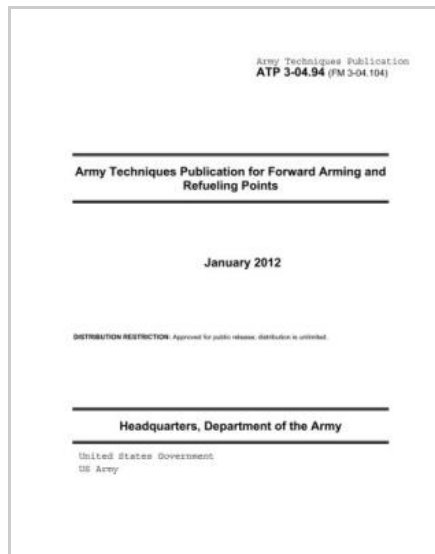 Army Techniques Publication
ATP 3-04.94 (FM 3-04.104)
Army Techniques Publication for Forward Arming and
Refueling Points
January 2012
DISTRIBUTION RESTRICTION: Approved for public release; distribution is unlimited.
Headquarters, Department of the Army
United States Government
US Army